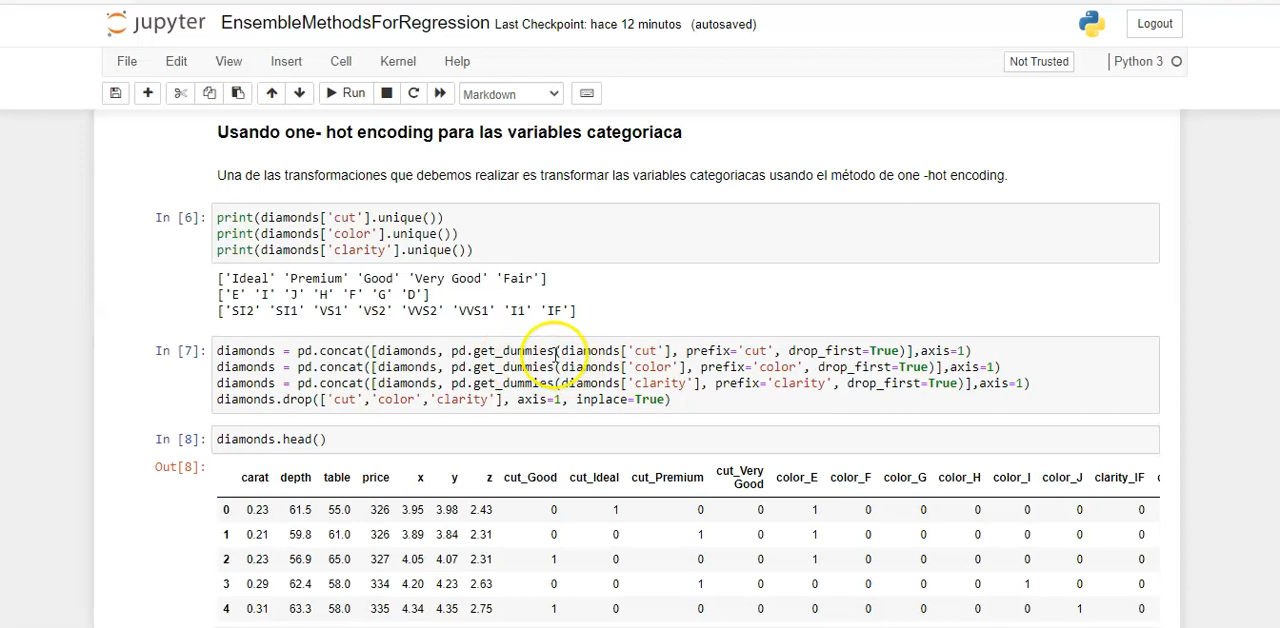 jupyter EnsembleMethodsForRegression Last Checkpoint: hace 12 minutos (autosaved) Logout
File Edit View Insert Cell Kernel Help Not Trusted Python 3
Run Markdown
Usando one- hot encoding para las variables categoriaca
Una de las transformaciones que debemos realizar es transformar las variables categoriacas usando el método de one -hot encoding.
In [6]: print(diamonds['cut'].unique())
print(diamonds['color'].unique())
print(diamonds['clarity'].unique())
['Ideal' 'Premium' 'Good' 'Very Good' 'Fair']
['E' 'I' 'J' 'H' 'F' 'G' 'D']
['SI2' 'SI1' 'VS1' 'VS2' 'VVS2' 'VVS1' 'I1' 'IF']
In [7]: diamonds = pd.concat([diamonds, pd.get_dummies(diamonds['cut'], prefix='cut', drop_first=True)],axis=1)
diamonds = pd.concat([diamonds, pd.get_dummies(diamonds['color'], prefix='color', drop_first=True)],axis=1)
diamonds = pd.concat([diamonds, pd.get_dummies(diamonds['clarity'], prefix='clarity', drop_first=True)],axis=1)
diamonds.drop(['cut','color','clarity'], axis=1, inplace=True)
In [8]: diamonds.head()
Out[8]:
carat depth table price x y z cut_Good cut_Ideal cut_Premium cut_Very Good color_E color_F color_G color_H color_I color_J clarity_IF
0 0.23 61.5 55.0 326 3.95 3.98 2.43 0 1 0 0 1 0 0 0 0 0 0
1 0.21 59.8 61.0 326 3.89 3.84 2.31 0 0 1 0 1 0 0 0 0 0 0
2 0.23 56.9 65.0 327 4.05 4.07 2.31 1 0 0 0 1 0 0 0 0 0 0
3 0.29 62.4 58.0 334 4.20 4.23 2.63 0 0 1 0 0 0 0 0 1 0 0
4 0.31 63.3 58.0 335 4.34 4.35 2.75 1 0 0 0 0 0 0 0 0 1 0